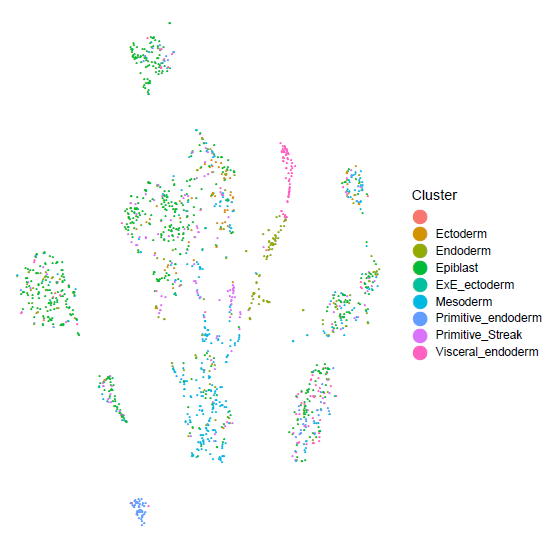 Cluster
Ectoderm
Endoderm
Epiblast
ExE_ectoderm
Mesoderm
Primitive_endoderm
Primitive_Streak
Visceral_endoderm